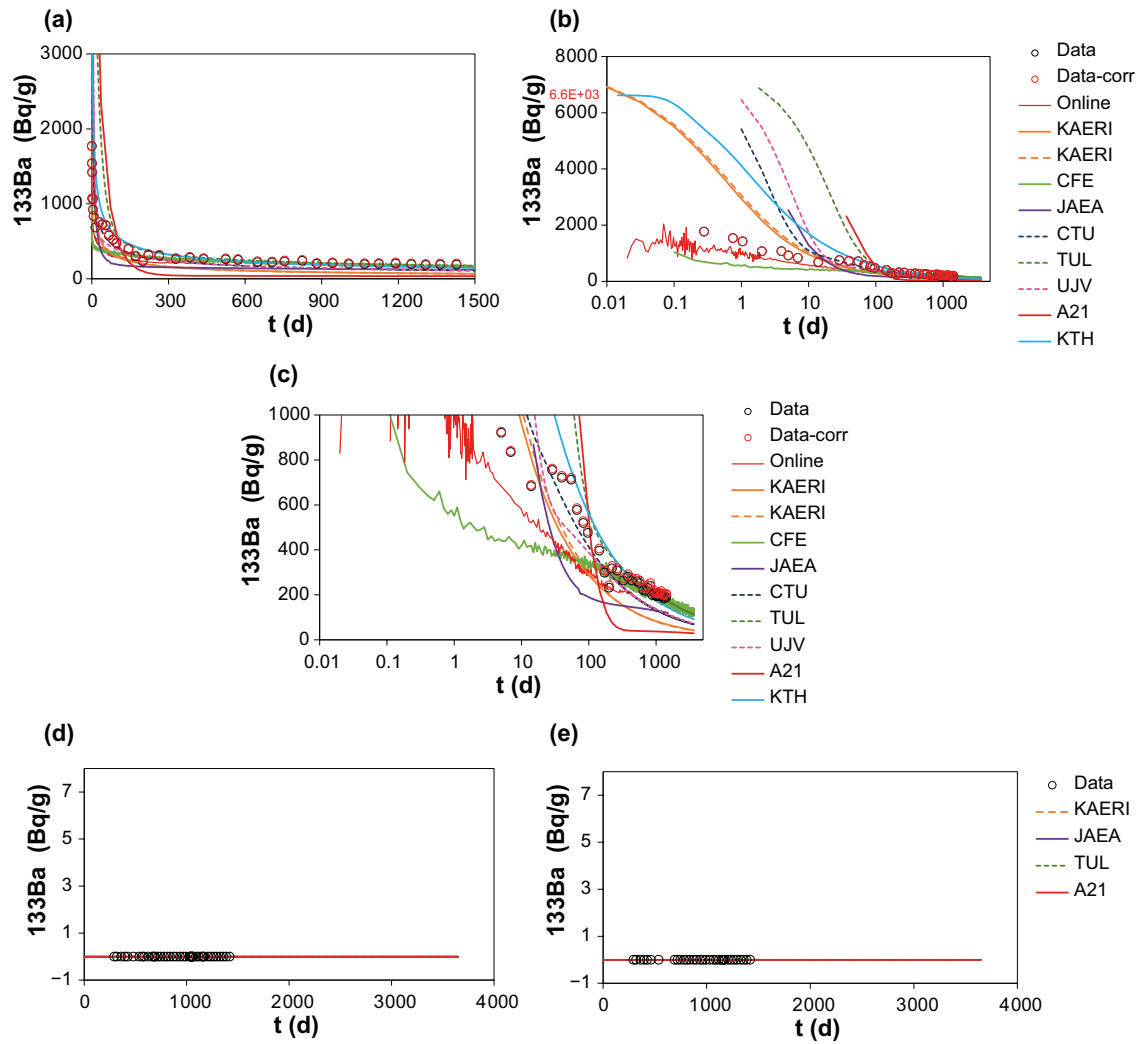 (a)
133Ba (Bq/g)
3000
2000
1000
0
0 300 600 900 1200 1500
t (d)
(b)
133Ba (Bq/g)
8000
6.6E+03
6000
4000
2000
0
0.01 0.1 1 10 100 1000
t (d)
Data
Data-corr
Online
KAERI
KAERI
CFE
JAEA
CTU
TUL
UJV
A21
KTH
(c)
133Ba (Bq/g)
1000
800
600
400
200
0
0.01 0.1 1 10 100 1000
t (d)
Data
Data-corr
Online
KAERI
KAERI
CFE
JAEA
CTU
TUL
UJV
A21
KTH
(d)
133Ba (Bq/g)
7
5
3
1
−1
0 1000 2000 3000 4000
t (d)
(e)
133Ba (Bq/g)
7
5
3
1
−1
0 1000 2000 3000 4000
t (d)
Data
KAERI
JAEA
TUL
A21